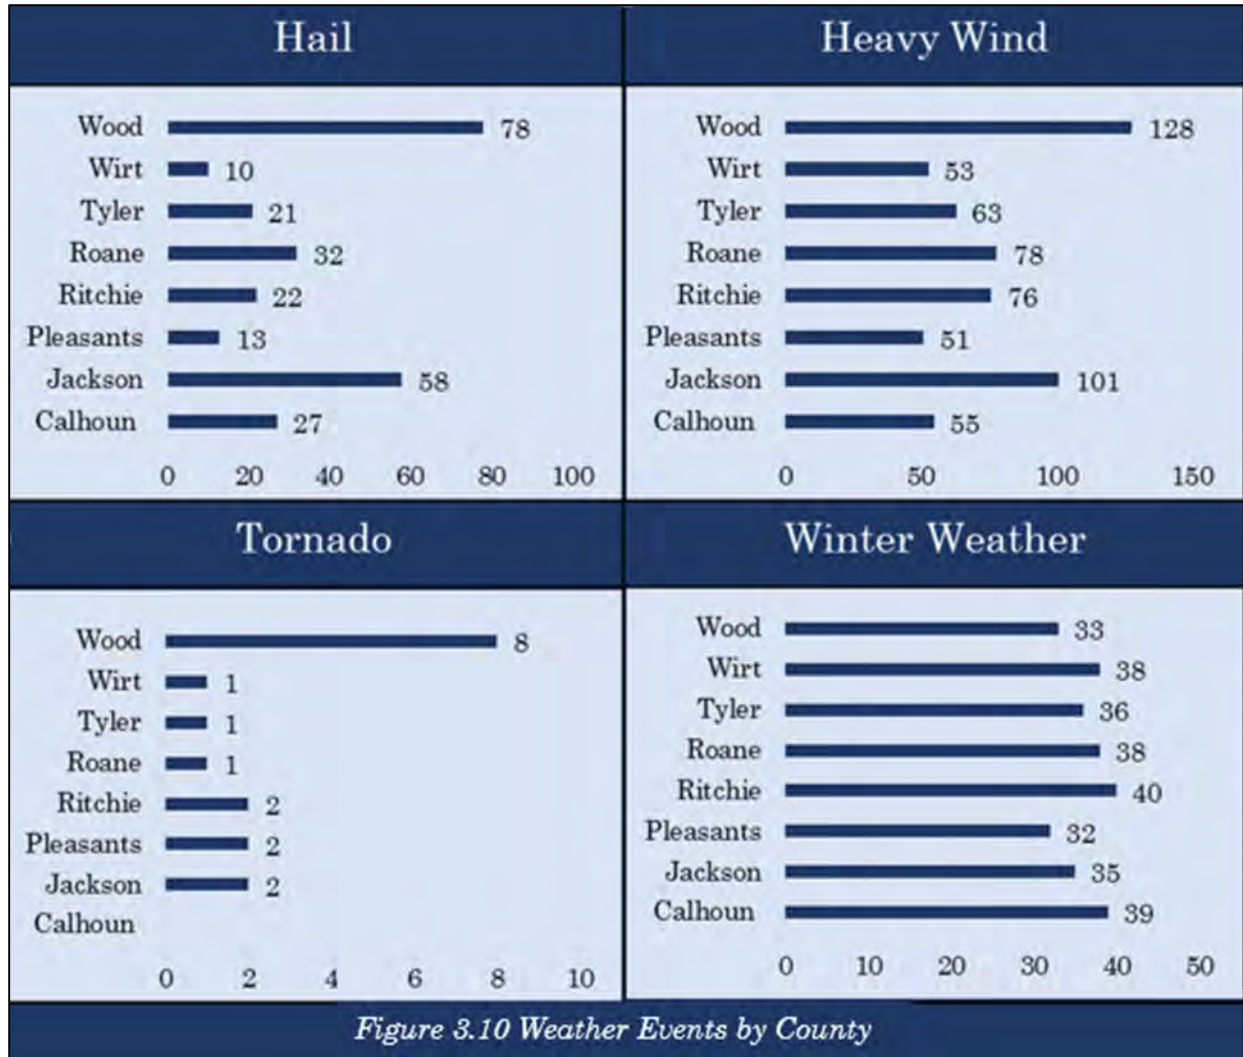 Hail
Wood 78
Wirt 10
Tyler 21
Roane 32
Ritchie 22
Pleasants 13
Jackson 58
Calhoun 27
0 20 40 60 80 100
Heavy Wind
Wood 128
Wirt 53
Tyler 63
Roane 78
Ritchie 76
Pleasants 51
Jackson 101
Calhoun 55
0 50 100 150
Tornado
Wood 8
Wirt 1
Tyler 1
Roane 1
Ritchie 2
Pleasants 2
Jackson 2
Calhoun
0 2 4 6 8 10
Winter Weather
Wood 33
Wirt 38
Tyler 36
Roane 38
Ritchie 40
Pleasants 32
Jackson 35
Calhoun 39
0 10 20 30 40 50
Figure 3.10 Weather Events by County